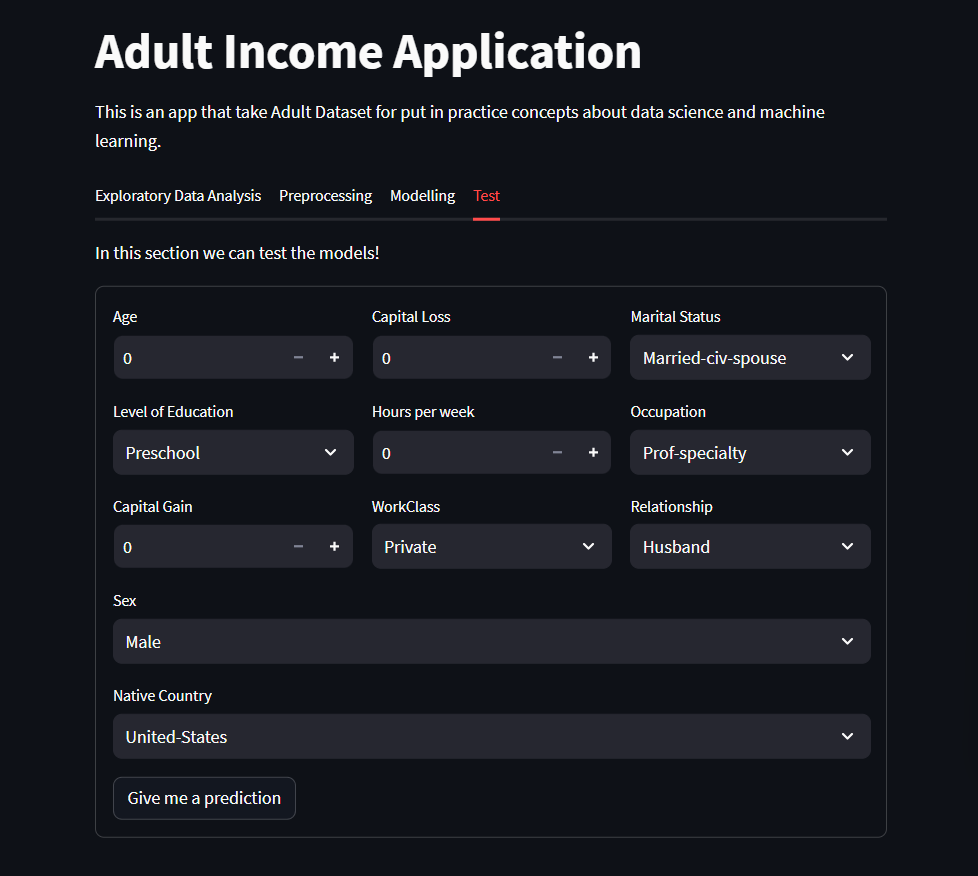 Adult Income Application
This is an app that take Adult Dataset for put in practice concepts about data science and machine
learning.
Exploratory Data Analysis Preprocessing Modelling Test
In this section we can test the models!
Age Capital Loss Marital Status
0 − + 0 − + Married-civ-spouse
Level of Education Hours per week Occupation
Preschool 0 − + Prof-specialty
Capital Gain WorkClass Relationship
0 − + Private Husband
Sex
Male
Native Country
United-States
Give me a prediction